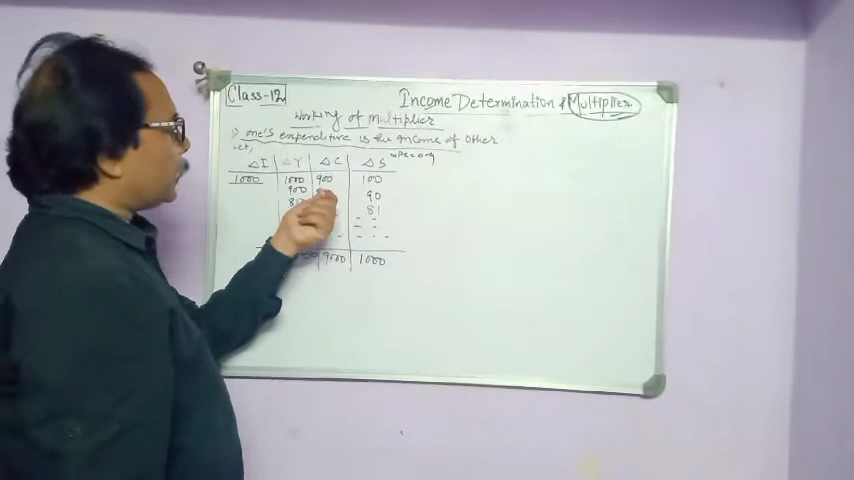 Class-12 Income Determination & Multiplier
Working of Multiplier
1) one's expenditure is the Income of Other
Let, MPC = 0.9
ΔI ΔY ΔC ΔS
1000 1000 900 100
900 90
81
- -
- - - -
9000 1000